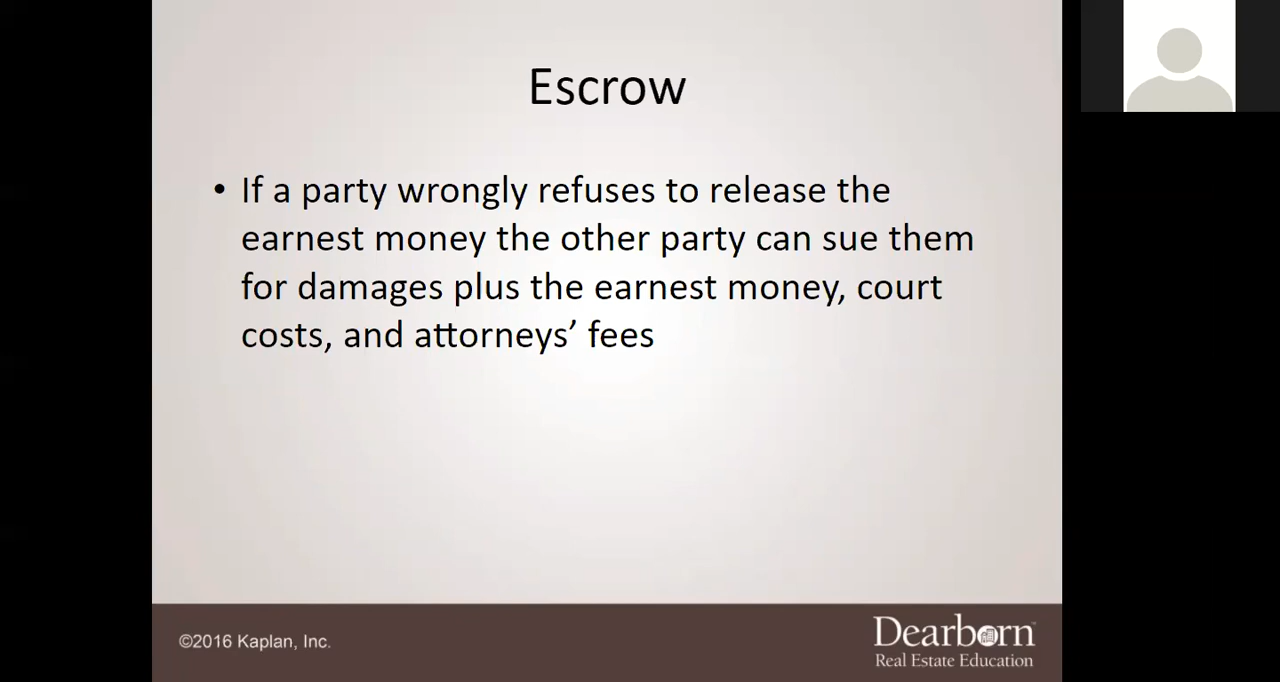 Escrow
• If a party wrongly refuses to release the
earnest money the other party can sue them
for damages plus the earnest money, court
costs, and attorneys’ fees
©2016 Kaplan, Inc.
Dearborn™
Real Estate Education